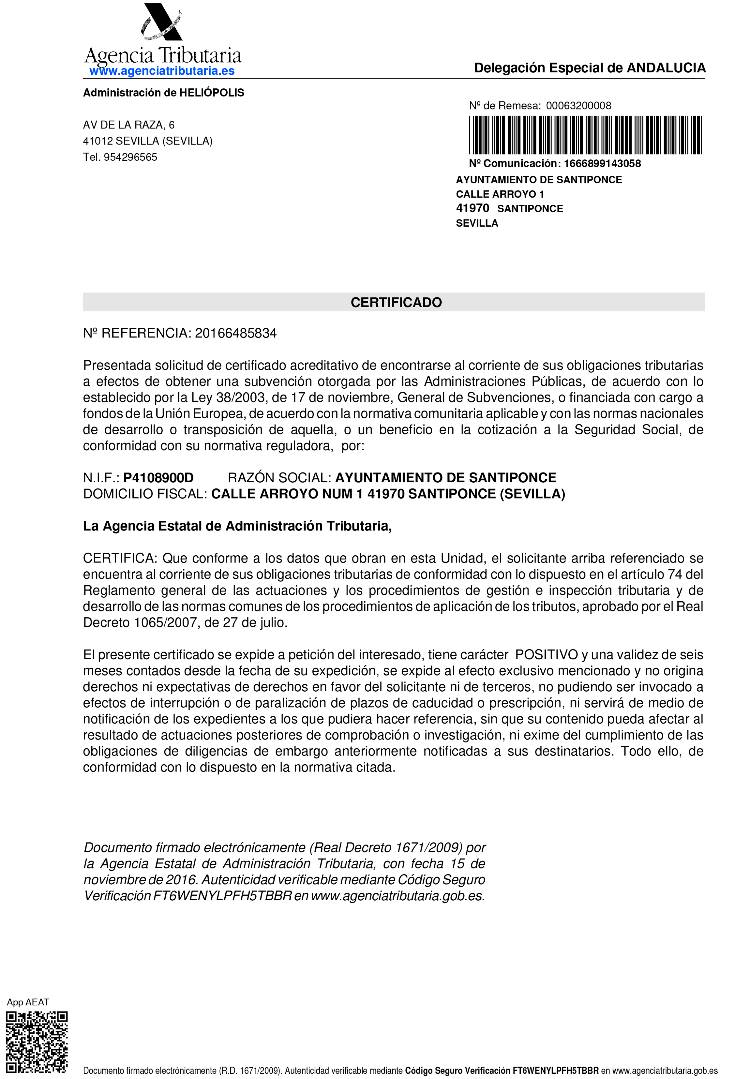 Agencia Tributaria
www.agenciatributaria.es
Delegación Especial de ANDALUCIA
Administración de HELIÓPOLIS
AV DE LA RAZA, 6
41012 SEVILLA (SEVILLA)
Tel. 954296565
Nº de Remesa: 00063200008
Nº Comunicación: 1666899143058
AYUNTAMIENTO DE SANTIPONCE
CALLE ARROYO 1
41970 SANTIPONCE
SEVILLA
CERTIFICADO
Nº REFERENCIA: 20166485834
Presentada solicitud de certificado acreditativo de encontrarse al corriente de sus obligaciones tributarias
a efectos de obtener una subvención otorgada por las Administraciones Públicas, de acuerdo con lo
establecido por la Ley 38/2003, de 17 de noviembre, General de Subvenciones, o financiada con cargo a
fondos de la Unión Europea, de acuerdo con la normativa comunitaria aplicable y con las normas nacionales
de desarrollo o transposición de aquella, o un beneficio en la cotización a la Seguridad Social, de
conformidad con su normativa reguladora, por:
N.I.F.: P4108900D RAZÓN SOCIAL: AYUNTAMIENTO DE SANTIPONCE
DOMICILIO FISCAL: CALLE ARROYO NUM 1 41970 SANTIPONCE (SEVILLA)
La Agencia Estatal de Administración Tributaria,
CERTIFICA: Que conforme a los datos que obran en esta Unidad, el solicitante arriba referenciado se
encuentra al corriente de sus obligaciones tributarias de conformidad con lo dispuesto en el artículo 74 del
Reglamento general de las actuaciones y los procedimientos de gestión e inspección tributaria y de
desarrollo de las normas comunes de los procedimientos de aplicación de los tributos, aprobado por el Real
Decreto 1065/2007, de 27 de julio.
El presente certificado se expide a petición del interesado, tiene carácter POSITIVO y una validez de seis
meses contados desde la fecha de su expedición, se expide al efecto exclusivo mencionado y no origina
derechos ni expectativas de derechos en favor del solicitante ni de terceros, no pudiendo ser invocado a
efectos de interrupción o de paralización de plazos de caducidad o prescripción, ni servirá de medio de
notificación de los expedientes a los que pudiera hacer referencia, sin que su contenido pueda afectar al
resultado de actuaciones posteriores de comprobación o investigación, ni exime del cumplimiento de las
obligaciones de diligencias de embargo anteriormente notificadas a sus destinatarios. Todo ello, de
conformidad con lo dispuesto en la normativa citada.
Documento firmado electrónicamente (Real Decreto 1671/2009) por
la Agencia Estatal de Administración Tributaria, con fecha 15 de
noviembre de 2016. Autenticidad verificable mediante Código Seguro
Verificación FT6WENYLPFH5TBBR en www.agenciatributaria.gob.es.
App AEAT
Documento firmado electrónicamente (R.D. 1671/2009). Autenticidad verificable mediante Código Seguro Verificación FT6WENYLPFH5TBBR en www.agenciatributaria.gob.es